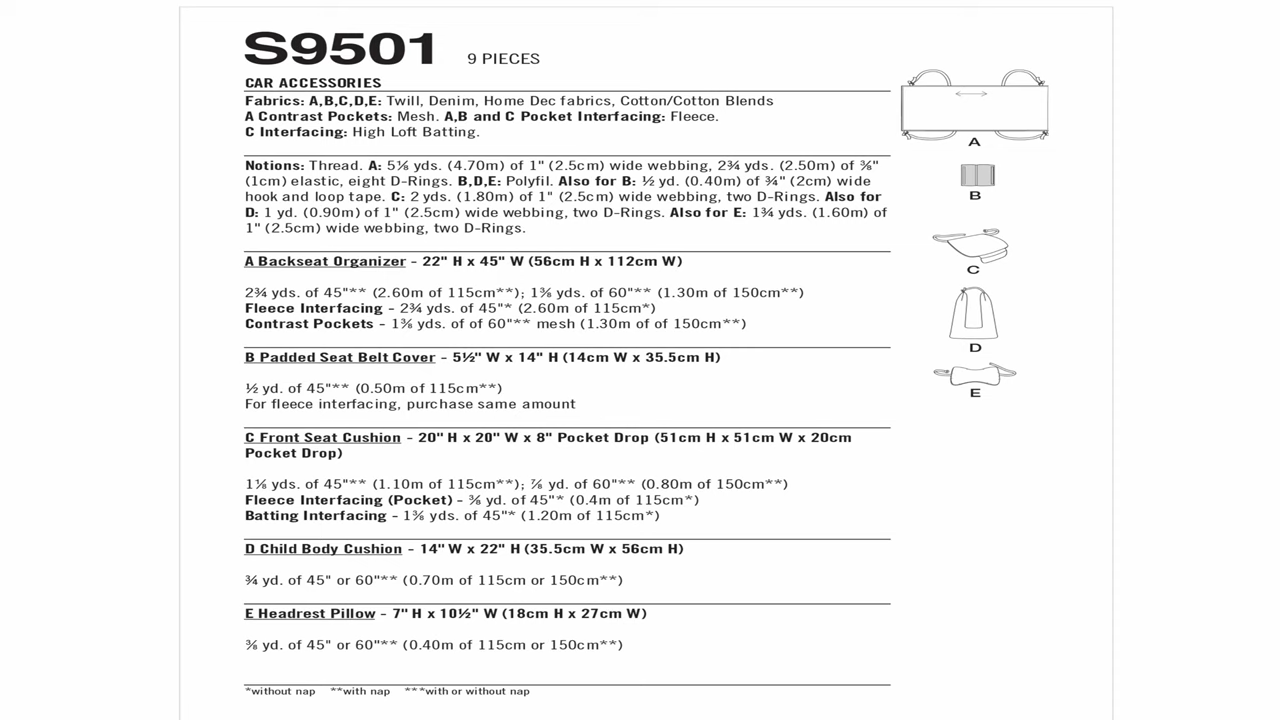 S9501 9 PIECES
CAR ACCESSORIES
Fabrics: A,B,C,D,E: Twill, Denim, Home Dec fabrics, Cotton/Cotton Blends
A Contrast Pockets: Mesh. A,B and C Pocket Interfacing: Fleece.
C Interfacing: High Loft Batting.
Notions: Thread. A: 5⅛ yds. (4.70m) of 1" (2.5cm) wide webbing, 2¾ yds. (2.50m) of ⅜"
(1cm) elastic, eight D-Rings. B,D,E: Polyfil. Also for B: ½ yd. (0.40m) of ¾" (2cm) wide
hook and loop tape. C: 2 yds. (1.80m) of 1" (2.5cm) wide webbing, two D-Rings. Also for
D: 1 yd. (0.90m) of 1" (2.5cm) wide webbing, two D-Rings. Also for E: 1¾ yds. (1.60m) of
1" (2.5cm) wide webbing, two D-Rings.
A Backseat Organizer - 22" H x 45" W (56cm H x 112cm W)
2¾ yds. of 45"** (2.60m of 115cm**); 1⅜ yds. of 60"** (1.30m of 150cm**)
Fleece Interfacing - 2¾ yds. of 45"* (2.60m of 115cm*)
Contrast Pockets - 1⅜ yds. of of 60"** mesh (1.30m of of 150cm**)
B Padded Seat Belt Cover - 5½" W x 14" H (14cm W x 35.5cm H)
½ yd. of 45"** (0.50m of 115cm**)
For fleece interfacing, purchase same amount
C Front Seat Cushion - 20" H x 20" W x 8" Pocket Drop (51cm H x 51cm W x 20cm
Pocket Drop)
1⅛ yds. of 45"** (1.10m of 115cm**); ⅞ yd. of 60"** (0.80m of 150cm**)
Fleece Interfacing (Pocket) - ⅜ yd. of 45"* (0.4m of 115cm*)
Batting Interfacing - 1⅜ yds. of 45"* (1.20m of 115cm*)
D Child Body Cushion - 14" W x 22" H (35.5cm W x 56cm H)
¾ yd. of 45" or 60"** (0.70m of 115cm or 150cm**)
E Headrest Pillow - 7" H x 10½" W (18cm H x 27cm W)
⅜ yd. of 45" or 60"** (0.40m of 115cm or 150cm**)
*without nap **with nap ***with or without nap
A
B
C
D
E